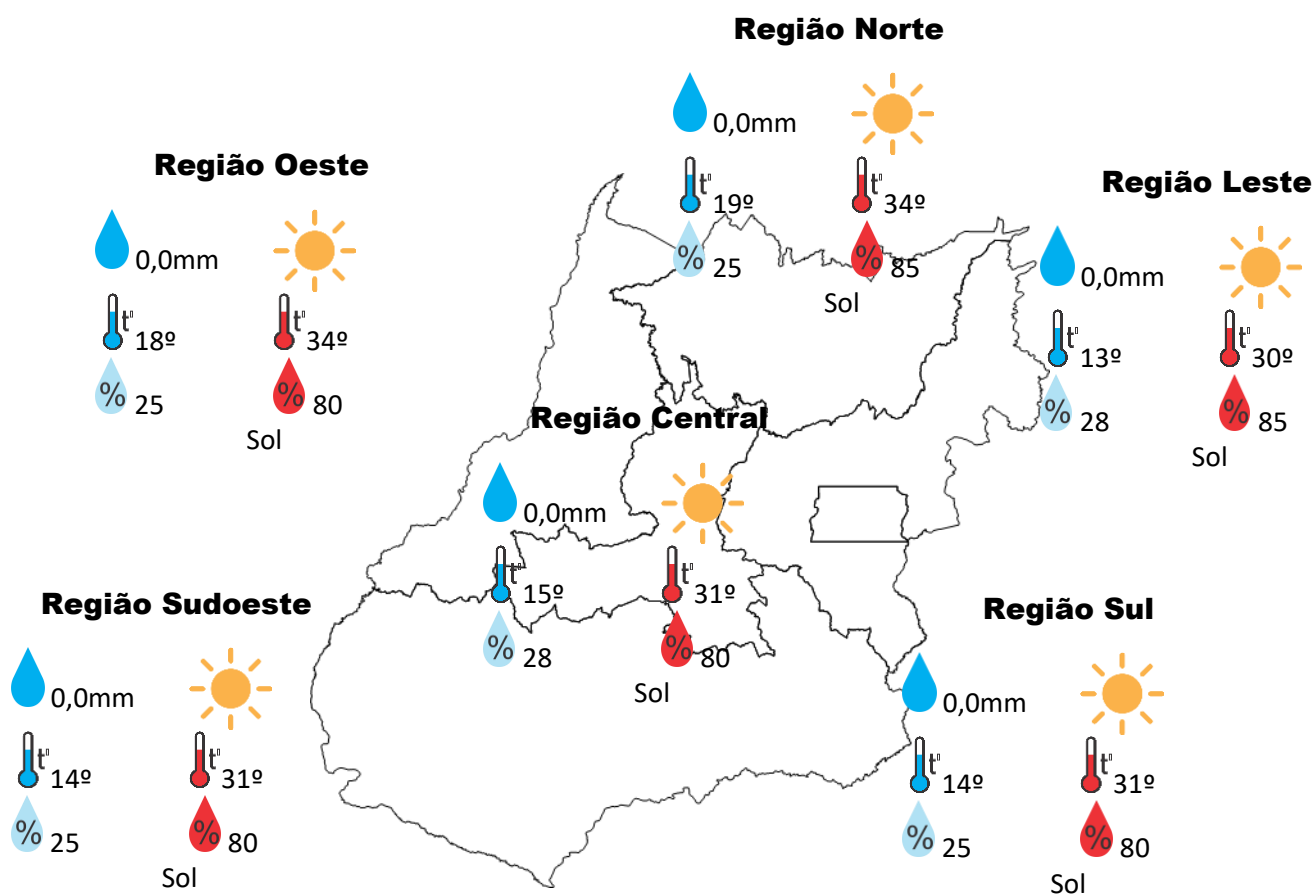 Região Norte
0,0mm
t°
19º
t°
34º
%
25
%
85
Sol
Região Oeste
0,0mm
t°
18º
t°
34º
%
25
%
80
Sol
Região Leste
0,0mm
t°
13º
t°
30º
%
28
%
85
Sol
Região Central
0,0mm
t°
15º
t°
31º
%
28
%
80
Sol
Região Sudoeste
0,0mm
t°
14º
t°
31º
%
25
%
80
Sol
Região Sul
0,0mm
t°
14º
t°
31º
%
25
%
80
Sol